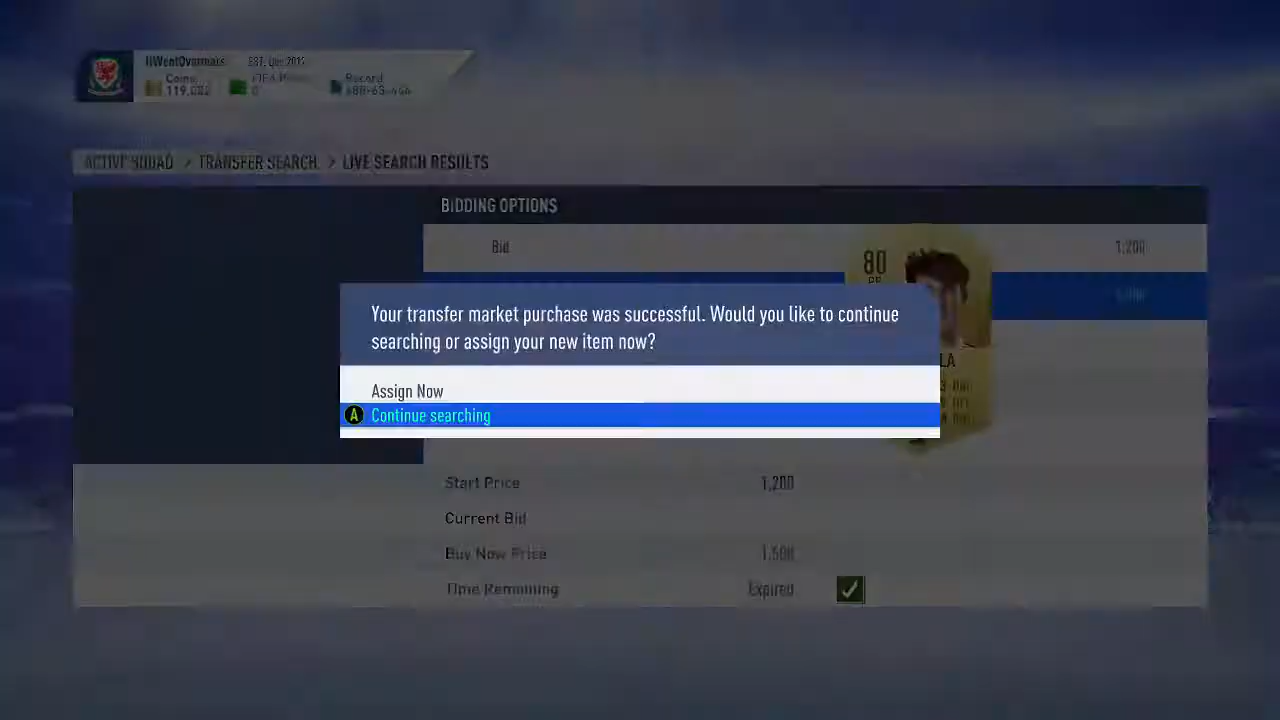 Coins
Record
ACTIVE SQUAD > TRANSFER SEARCH > LIVE SEARCH RESULTS
BIDDING OPTIONS
Bid 1,200
80
Your transfer market purchase was successful. Would you like to continue
searching or assign your new item now?
LA
Assign Now
A Continue searching
Start Price 1,200
Current Bid
Buy Now Price 1,500
Time Remaining Expired